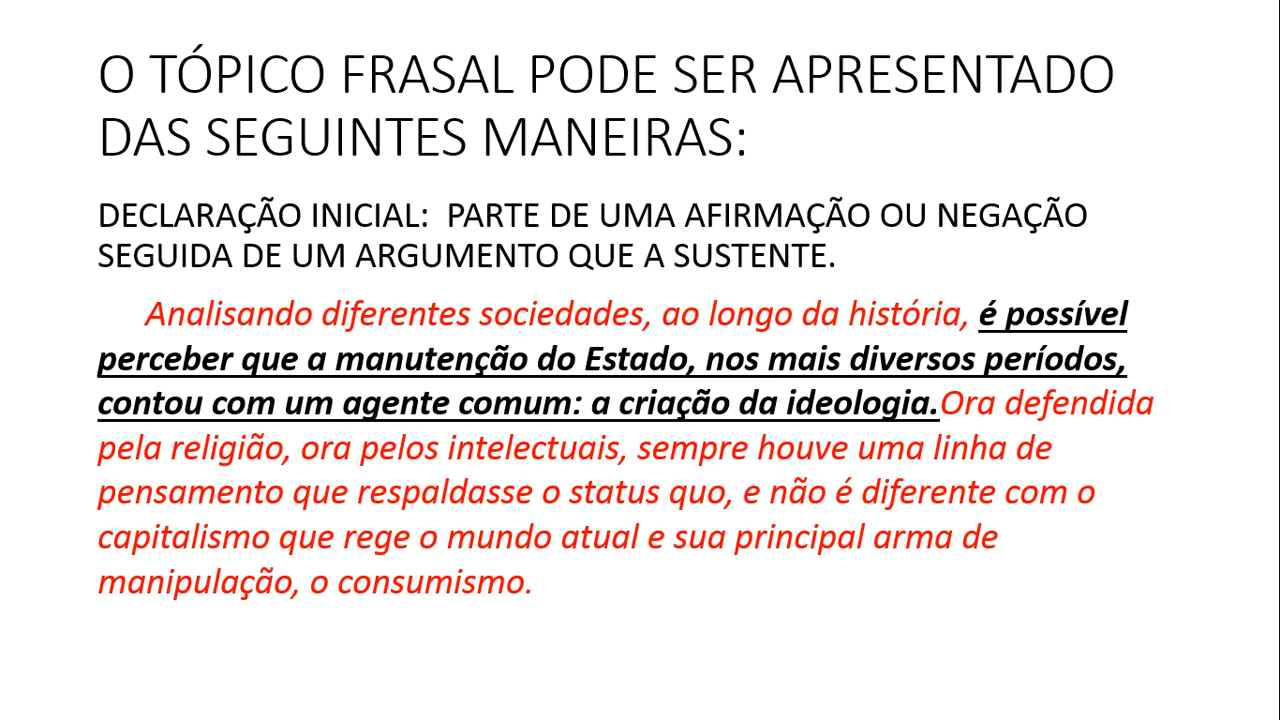 O TÓPICO FRASAL PODE SER APRESENTADO
DAS SEGUINTES MANEIRAS:
DECLARAÇÃO INICIAL:  PARTE DE UMA AFIRMAÇÃO OU NEGAÇÃO
SEGUIDA DE UM ARGUMENTO QUE A SUSTENTE.
Analisando diferentes sociedades, ao longo da história, é possível
perceber que a manutenção do Estado, nos mais diversos períodos,
contou com um agente comum: a criação da ideologia.Ora defendida
pela religião, ora pelos intelectuais, sempre houve uma linha de
pensamento que respaldasse o status quo, e não é diferente com o
capitalismo que rege o mundo atual e sua principal arma de
manipulação, o consumismo.